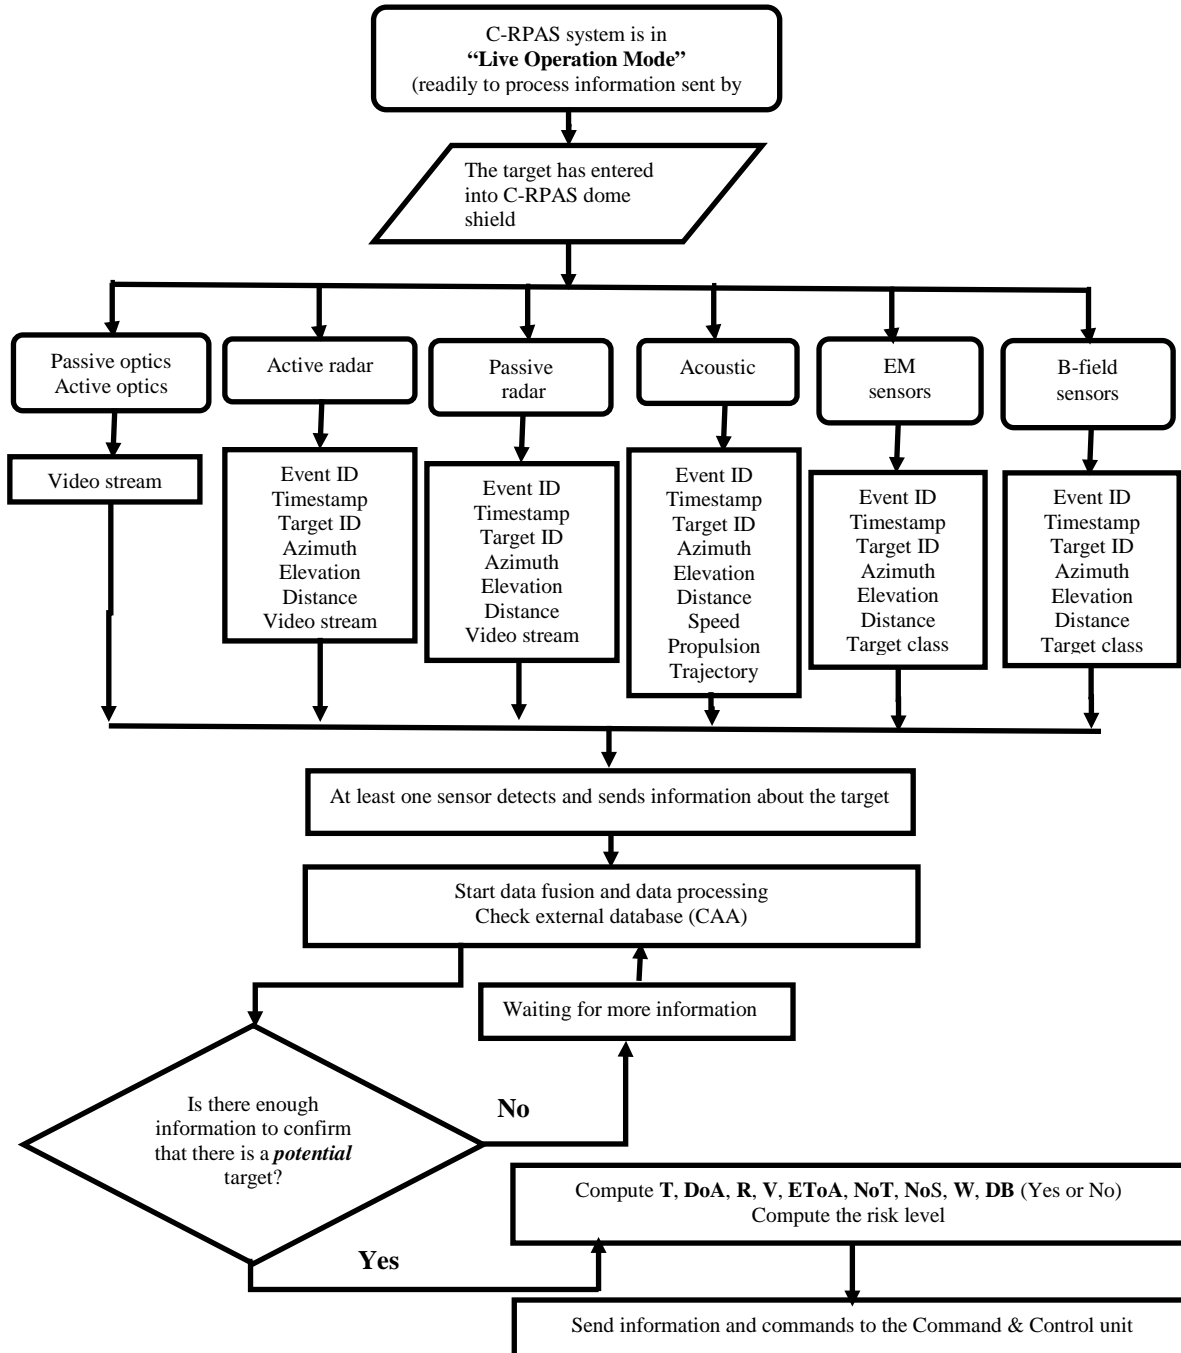 C-RPAS system is in
“Live Operation Mode”
(readily to process information sent by
The target has entered
into C-RPAS dome
shield
Passive optics
Active optics
Active radar
Passive
radar
Acoustic
EM
sensors
B-field
sensors
Video stream
Event ID
Timestamp
Target ID
Azimuth
Elevation
Distance
Video stream
Event ID
Timestamp
Target ID
Azimuth
Elevation
Distance
Video stream
Event ID
Timestamp
Target ID
Azimuth
Elevation
Distance
Speed
Propulsion
Trajectory
Event ID
Timestamp
Target ID
Azimuth
Elevation
Distance
Target class
Event ID
Timestamp
Target ID
Azimuth
Elevation
Distance
Target class
At least one sensor detects and sends information about the target
Start data fusion and data processing
Check external database (CAA)
Waiting for more information
Is there enough
information to confirm
that there is a potential
target?
No
Yes
Compute T, DoA, R, V, EToA, NoT, NoS, W, DB (Yes or No)
Compute the risk level
Send information and commands to the Command & Control unit